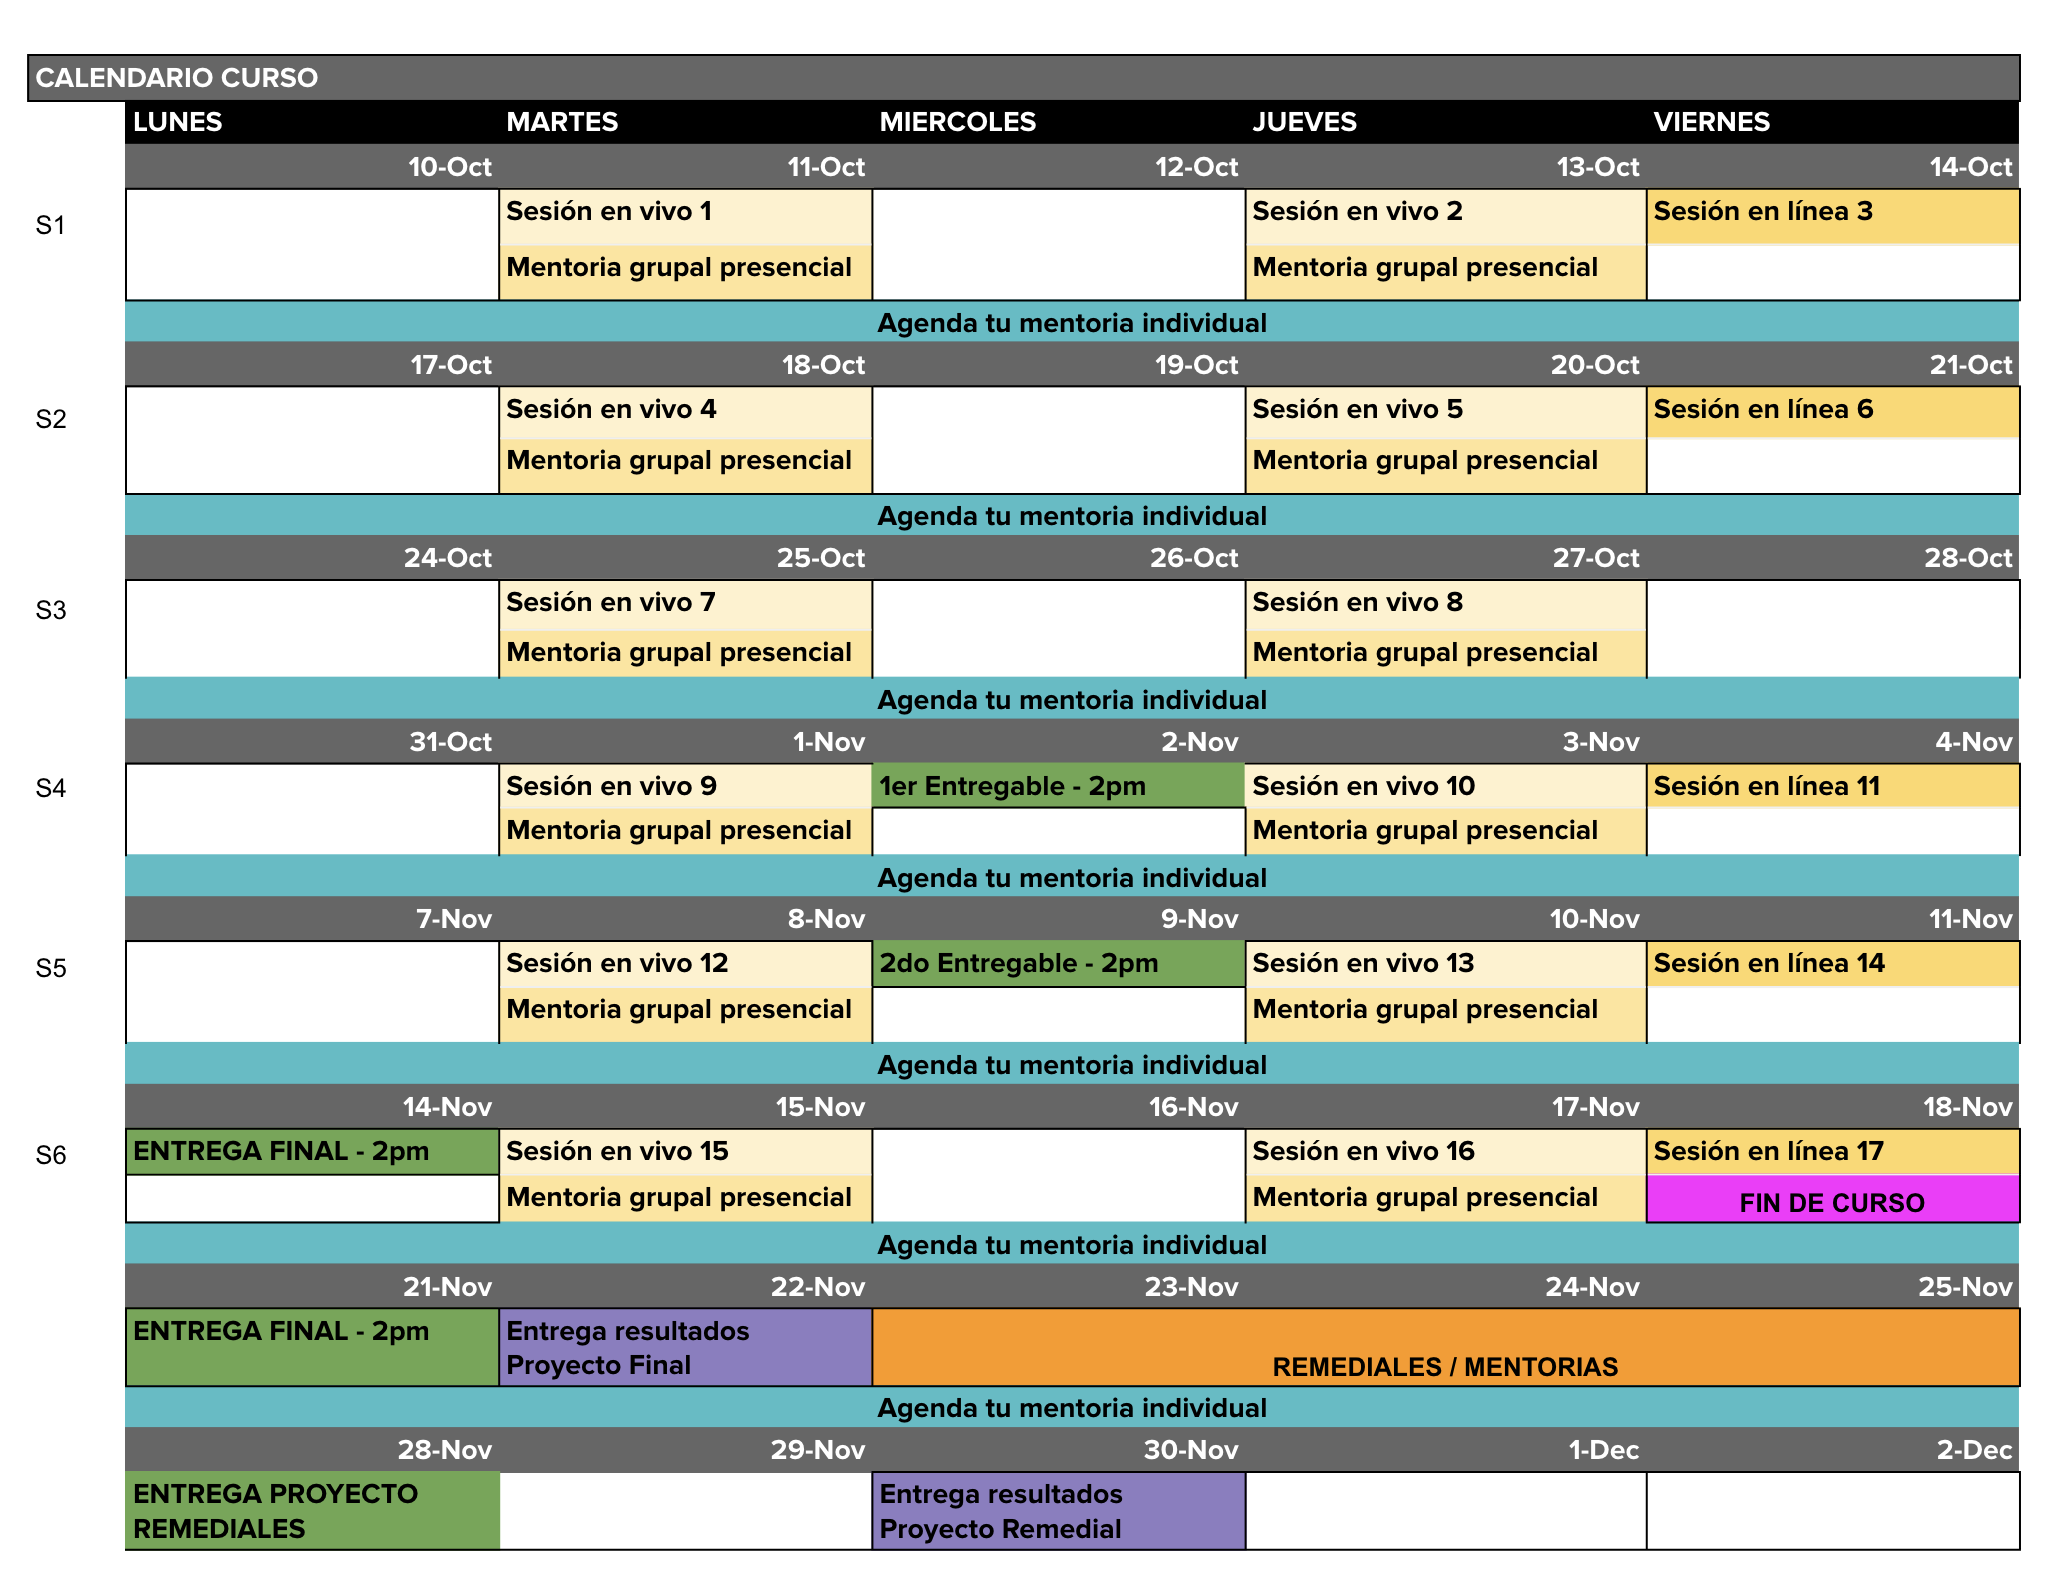 CALENDARIO CURSO
LUNES MARTES MIERCOLES JUEVES VIERNES
10-Oct 11-Oct 12-Oct 13-Oct 14-Oct
S1
Sesión en vivo 1 Sesión en vivo 2 Sesión en línea 3
Mentoria grupal presencial Mentoria grupal presencial
Agenda tu mentoria individual
17-Oct 18-Oct 19-Oct 20-Oct 21-Oct
S2
Sesión en vivo 4 Sesión en vivo 5 Sesión en línea 6
Mentoria grupal presencial Mentoria grupal presencial
Agenda tu mentoria individual
24-Oct 25-Oct 26-Oct 27-Oct 28-Oct
S3
Sesión en vivo 7 Sesión en vivo 8
Mentoria grupal presencial Mentoria grupal presencial
Agenda tu mentoria individual
31-Oct 1-Nov 2-Nov 3-Nov 4-Nov
S4
Sesión en vivo 9 1er Entregable - 2pm Sesión en vivo 10 Sesión en línea 11
Mentoria grupal presencial Mentoria grupal presencial
Agenda tu mentoria individual
7-Nov 8-Nov 9-Nov 10-Nov 11-Nov
S5
Sesión en vivo 12 2do Entregable - 2pm Sesión en vivo 13 Sesión en línea 14
Mentoria grupal presencial Mentoria grupal presencial
Agenda tu mentoria individual
14-Nov 15-Nov 16-Nov 17-Nov 18-Nov
S6
ENTREGA FINAL - 2pm Sesión en vivo 15 Sesión en vivo 16 Sesión en línea 17
Mentoria grupal presencial Mentoria grupal presencial FIN DE CURSO
Agenda tu mentoria individual
21-Nov 22-Nov 23-Nov 24-Nov 25-Nov
ENTREGA FINAL - 2pm Entrega resultados
Proyecto Final REMEDIALES / MENTORIAS
Agenda tu mentoria individual
28-Nov 29-Nov 30-Nov 1-Dec 2-Dec
ENTREGA PROYECTO Entrega resultados
REMEDIALES Proyecto Remedial